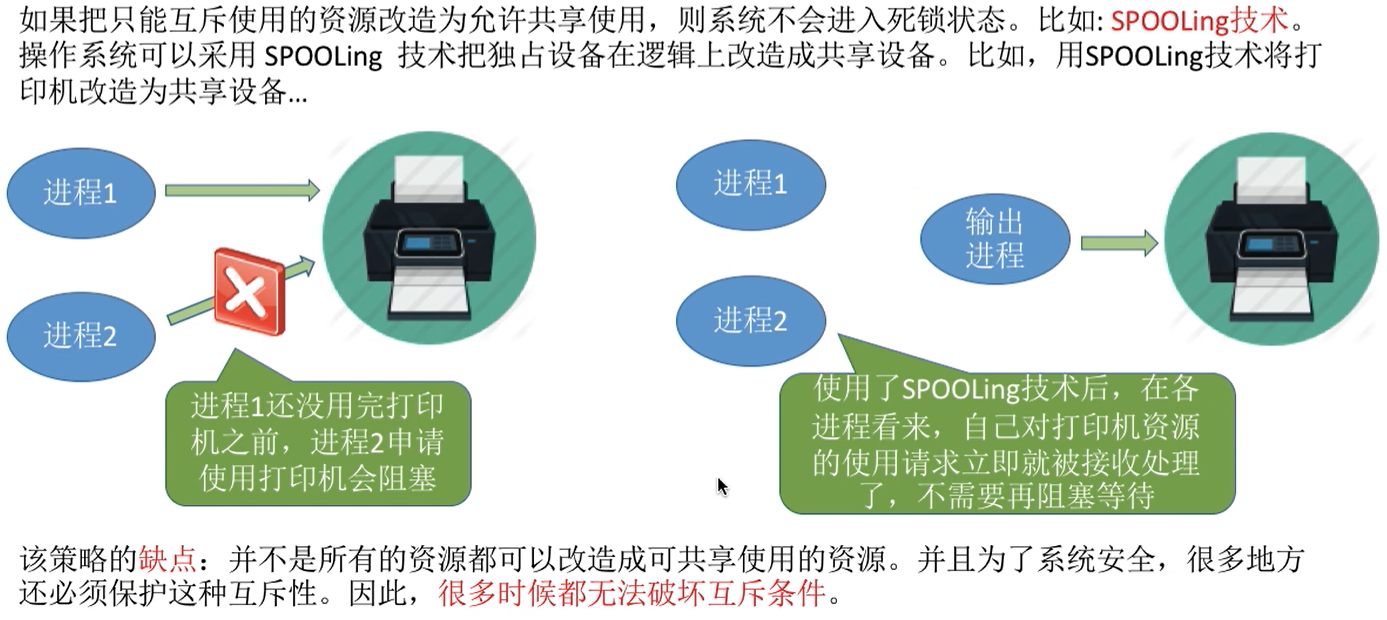 如果把只能互斥使用的资源改造为允许共享使用，则系统不会进入死锁状态。比如: SPOOLing技术。
操作系统可以采用 SPOOLing 技术把独占设备在逻辑上改造成共享设备。比如，用SPOOLing技术将打
印机改造为共享设备...
进程1
进程2
进程1还没用完打印
机之前，进程2申请
使用打印机会阻塞
进程1
进程2
输出
进程
使用了SPOOLing技术后，在各
进程看来，自己对打印机资源
的使用请求立即就被接收处理
了，不需要再阻塞等待
该策略的缺点：并不是所有的资源都可以改造成可共享使用的资源。并且为了系统安全，很多地方
还必须保护这种互斥性。因此，很多时候都无法破坏互斥条件。